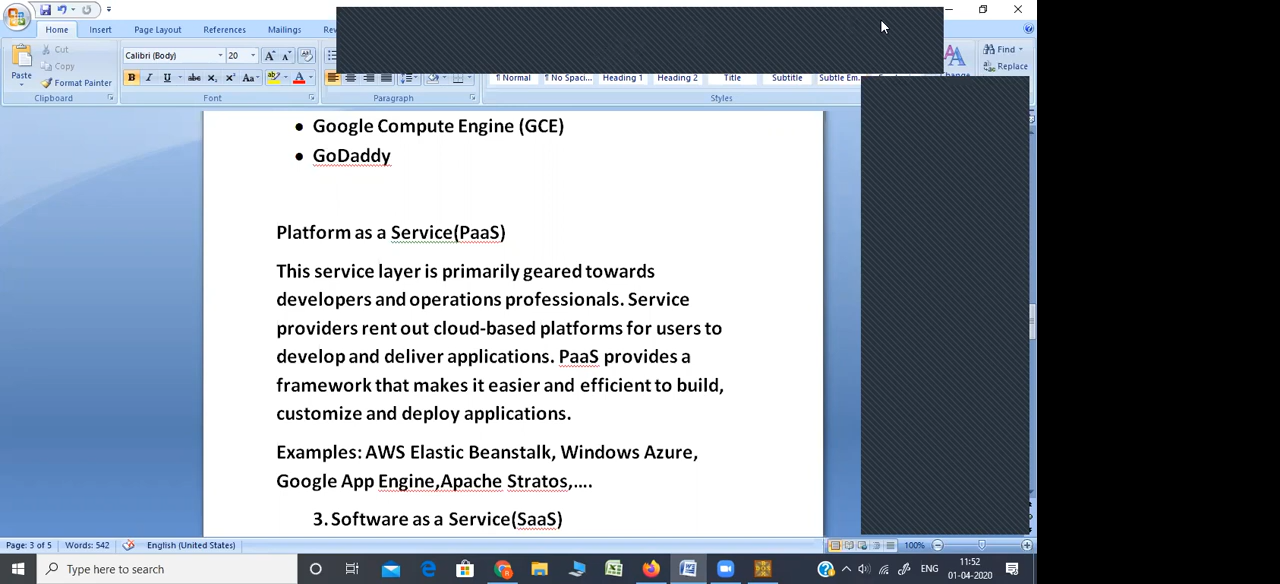 Home Insert Page Layout References Mailings
Cut
Copy
Format Painter
Paste
Clipboard
Calibri (Body) 20
Font
Paragraph
¶ Normal ¶ No Spaci... Heading 1 Heading 2 Title Subtitle Subtle Em...
Styles
Find
Replace
• Google Compute Engine (GCE)
• GoDaddy
Platform as a Service(PaaS)
This service layer is primarily geared towards
developers and operations professionals. Service
providers rent out cloud-based platforms for users to
develop and deliver applications. PaaS provides a
framework that makes it easier and efficient to build,
customize and deploy applications.
Examples: AWS Elastic Beanstalk, Windows Azure,
Google App Engine,Apache Stratos,....
3. Software as a Service(SaaS)
Page: 3 of 5 Words: 542 English (United States) 100%
Type here to search
ENG
11:52
01-04-2020